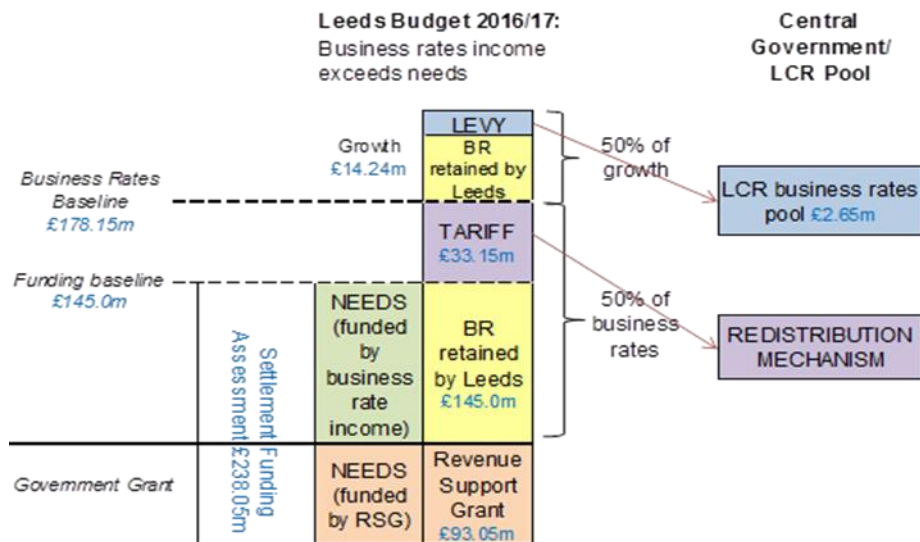 Leeds Budget 2016/17:
Business rates income
exceeds needs
Central
Government/
LCR Pool
Growth
£14.24m
LEVY
BR
retained by
Leeds
50% of
growth
Business Rates
Baseline
£178.15m
LCR business rates
pool £2.65m
TARIFF
£33.15m
Funding baseline
£145.0m
NEEDS
(funded
by
business
rate
income)
BR
retained
by Leeds
£145.0m
50% of
business
rates
REDISTRIBUTION
MECHANISM
Settlement Funding
Assessment £238.05m
Government Grant
NEEDS
(funded
by RSG)
Revenue
Support
Grant
£93.05m